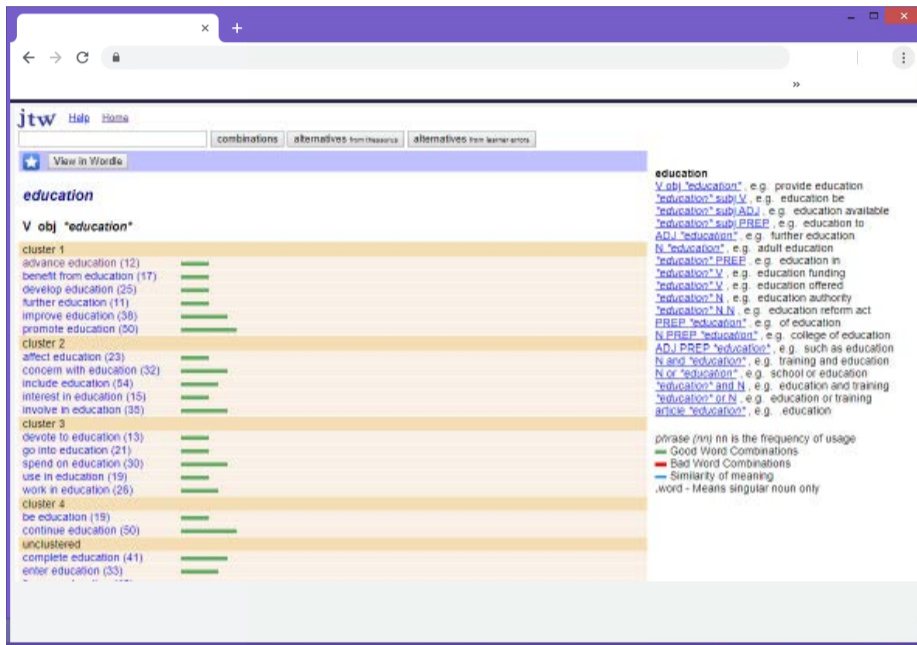 jtw Help Home
combinations alternatives from thesaurus alternatives from learner errors
View in Wordle
education
V obj *education*
cluster 1
advance education (12)
benefit from education (17)
develop education (25)
further education (11)
improve education (38)
promote education (50)
cluster 2
affect education (23)
concern with education (32)
include education (54)
interest in education (15)
involve in education (35)
cluster 3
devote to education (13)
go into education (21)
spend on education (30)
use in education (19)
work in education (26)
cluster 4
be education (19)
continue education (50)
unclustered
complete education (41)
enter education (33)
education
V obj *education* , e.g. provide education
*education* subj V , e.g. education be
*education* subj ADJ , e.g. education available
*education* subj PREP , e.g. education to
ADJ *education* , e.g. further education
N *education* , e.g. adult education
*education* PREP , e.g. education in
*education* V , e.g. education funding
*education* V , e.g. education offered
*education* N , e.g. education authority
*education* N N , e.g. education reform act
PREP *education* , e.g. of education
N PREP *education* , e.g. college of education
ADJ PREP *education* , e.g. such as education
N and *education* , e.g. training and education
N or *education* , e.g. school or education
*education* and N , e.g. education and training
*education* or N , e.g. education or training
article *education* , e.g. .education
phrase (nn) nn is the frequency of usage
Good Word Combinations
Bad Word Combinations
Similarity of meaning
.word - Means singular noun only